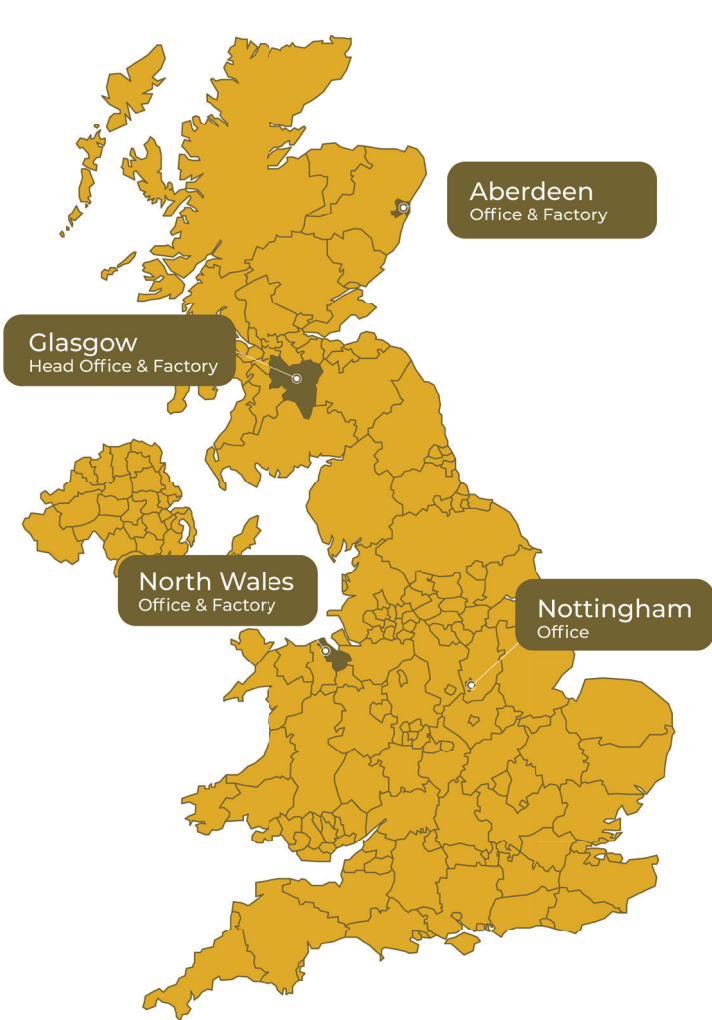 Aberdeen
Office & Factory
Glasgow
Head Office & Factory
North Wales
Office & Factory
Nottingham
Office